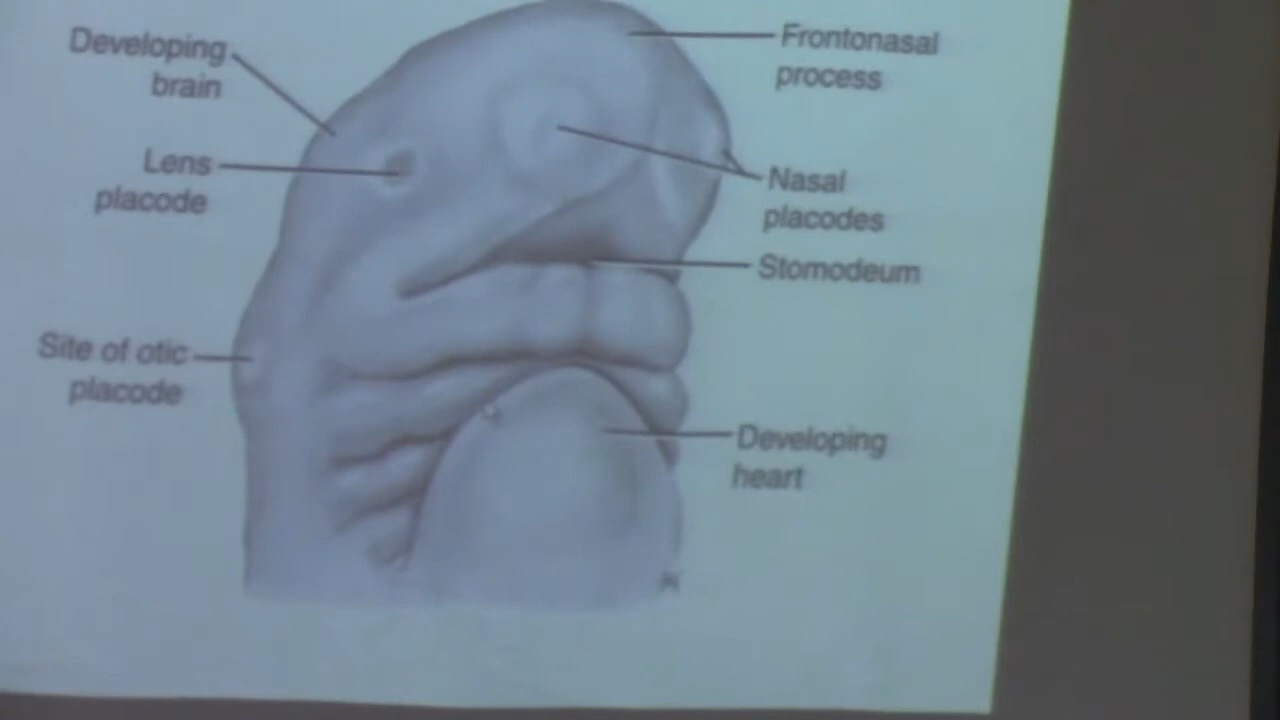 Developing
brain
Lens
placode
Site of otic
placode
Frontonasal
process
Nasal
placodes
Stomodeum
Developing
heart